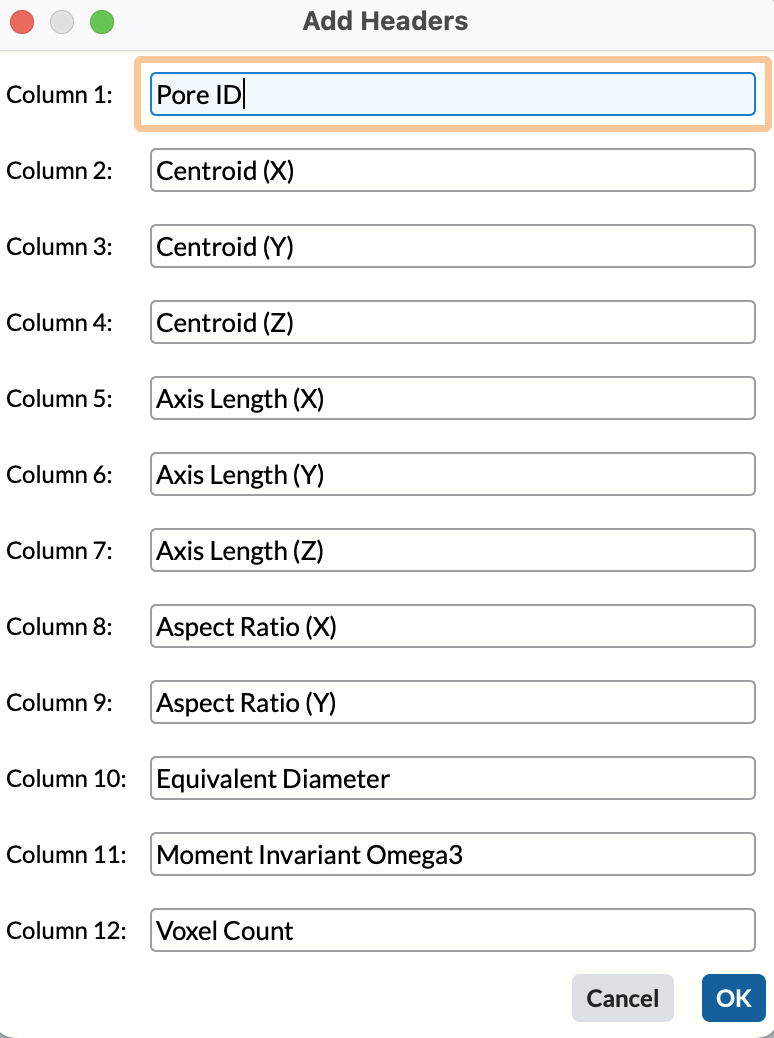 Add Headers
Column 1: Pore ID
Column 2: Centroid (X)
Column 3: Centroid (Y)
Column 4: Centroid (Z)
Column 5: Axis Length (X)
Column 6: Axis Length (Y)
Column 7: Axis Length (Z)
Column 8: Aspect Ratio (X)
Column 9: Aspect Ratio (Y)
Column 10: Equivalent Diameter
Column 11: Moment Invariant Omega3
Column 12: Voxel Count
Cancel OK